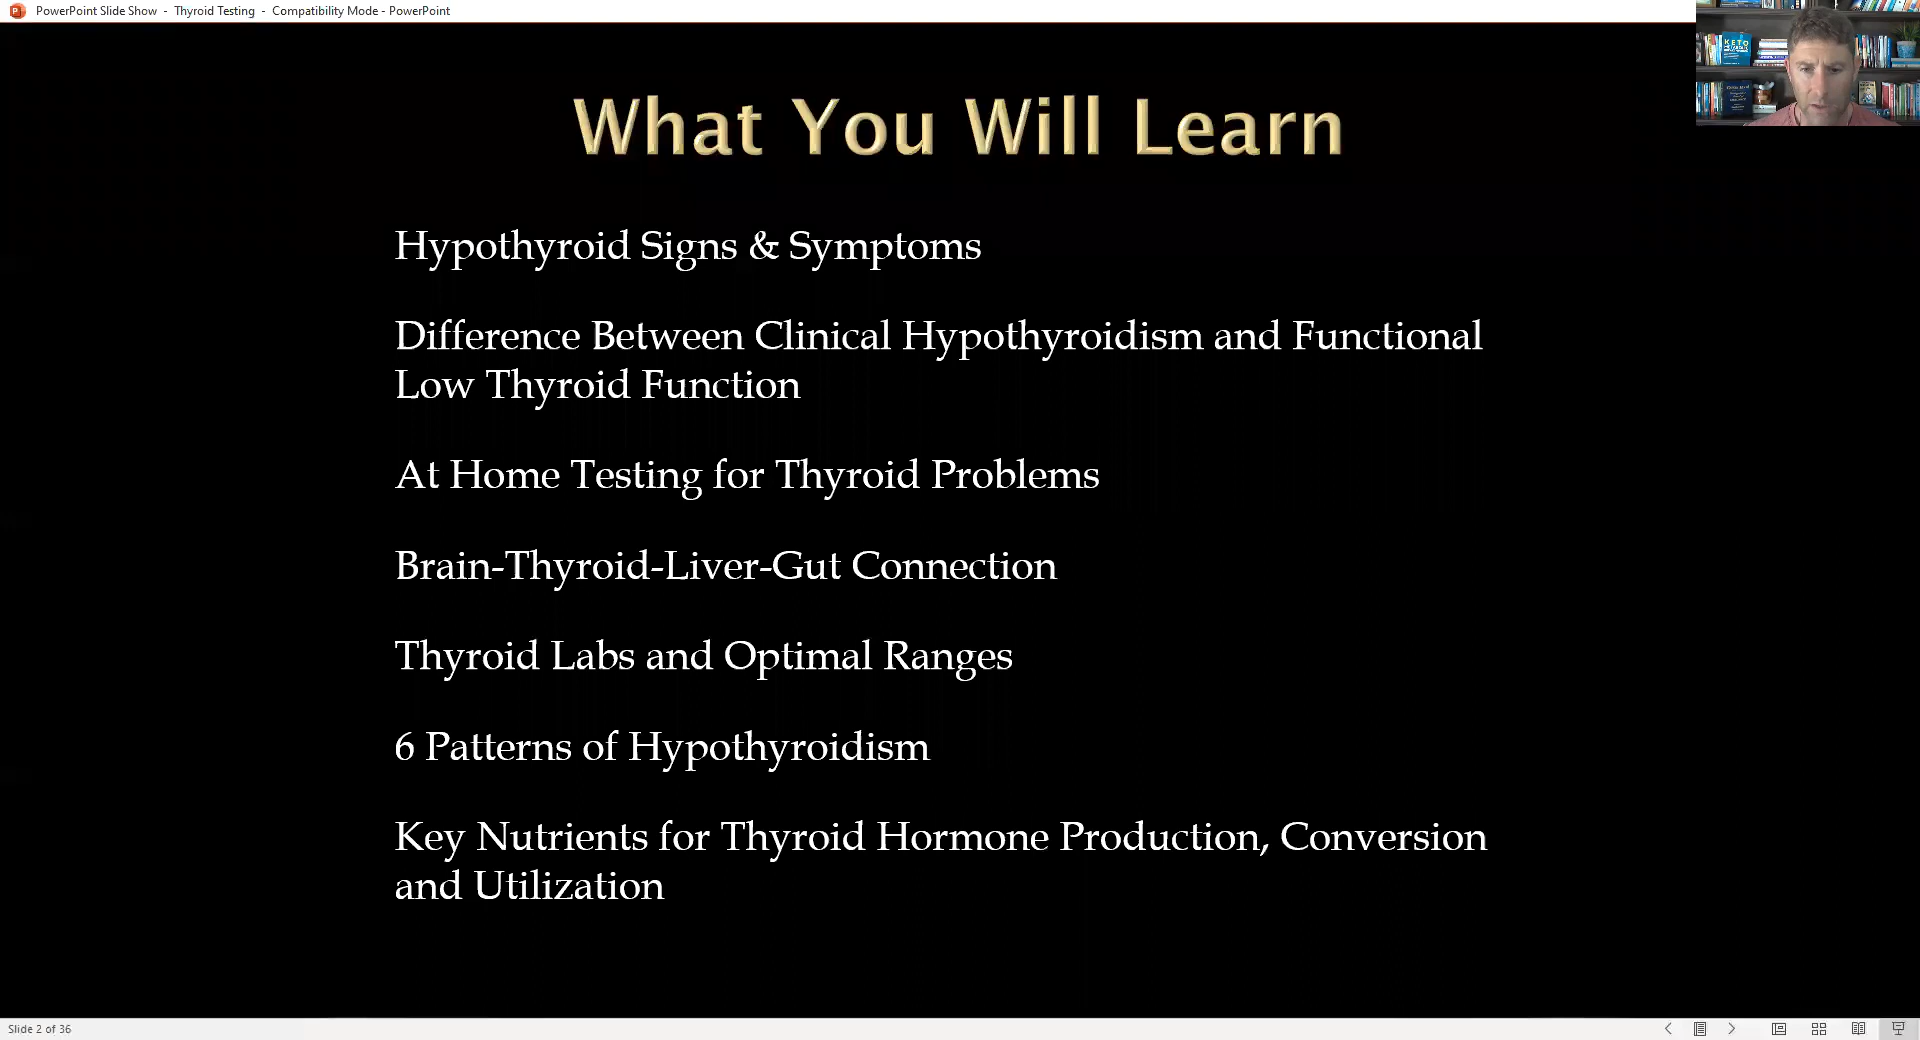 PowerPoint Slide Show - Thyroid Testing - Compatibility Mode - PowerPoint
KETO
What You Will Learn
Hypothyroid Signs & Symptoms
Difference Between Clinical Hypothyroidism and Functional
Low Thyroid Function
At Home Testing for Thyroid Problems
Brain-Thyroid-Liver-Gut Connection
Thyroid Labs and Optimal Ranges
6 Patterns of Hypothyroidism
Key Nutrients for Thyroid Hormone Production, Conversion
and Utilization
Slide 2 of 36